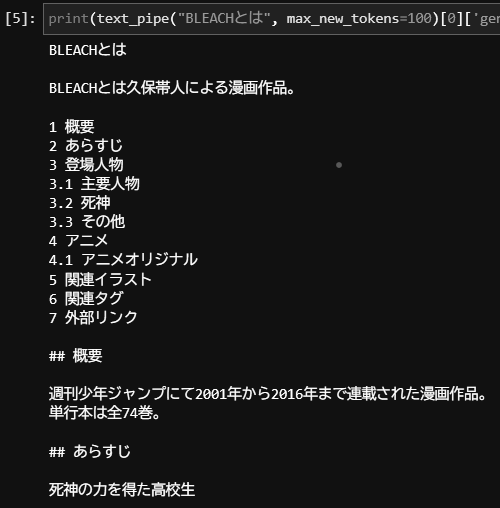 [5]: print(text_pipe("BLEACHとは", max_new_tokens=100)[0]['ge
BLEACHとは
BLEACHとは久保帯人による漫画作品。
1 概要
2 あらすじ
3 登場人物
3.1 主要人物
3.2 死神
3.3 その他
4 アニメ
4.1 アニメオリジナル
5 関連イラスト
6 関連タグ
7 外部リンク
## 概要
週刊少年ジャンプにて2001年から2016年まで連載された漫画作品。
単行本は全74巻。
## あらすじ
死神の力を得た高校生